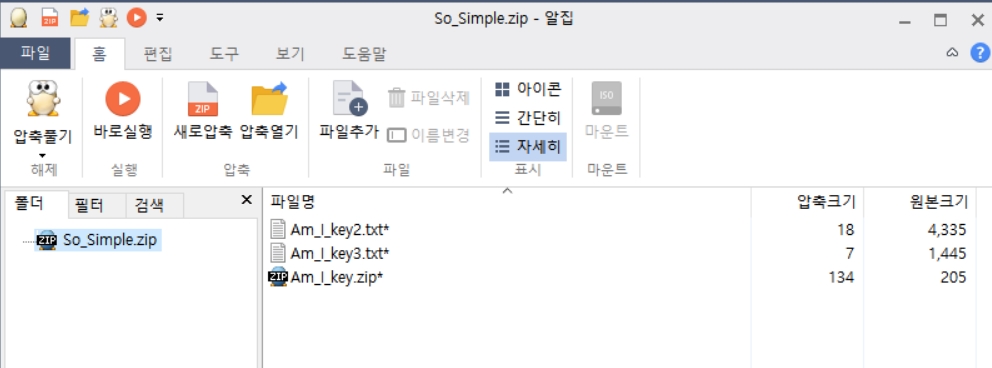 So_Simple.zip - 알집
파일 홈 편집 도구 보기 도움말
압축풀기 바로실행 새로압축 압축열기 파일추가 파일삭제 이름변경 아이콘 간단히 자세히 ISO 마운트
해제 실행 압축 파일 표시 마운트
폴더 필터 검색
So_Simple.zip
파일명 압축크기 원본크기
Am_I_key2.txt* 18 4,335
Am_I_key3.txt* 7 1,445
Am_I_key.zip* 134 205